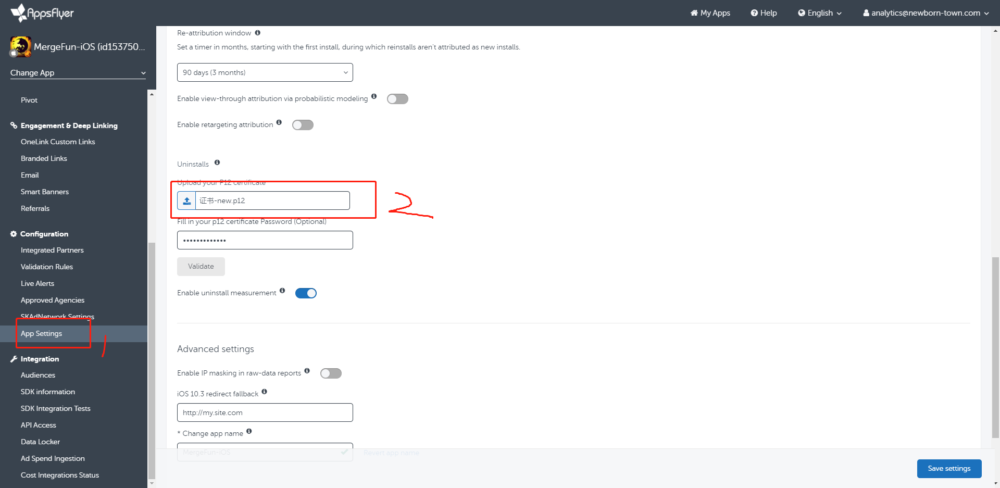 AppsFlyer
My Apps
Help
English
analytics@newborn-town.com
MergeFun-iOS (id153750...
Change App
Pivot
Engagement & Deep Linking
OneLink Custom Links
Branded Links
Email
Smart Banners
Referrals
Configuration
Integrated Partners
Validation Rules
Live Alerts
Approved Agencies
SKAdNetwork Settings
App Settings
1
Integration
Audiences
SDK information
SDK Integration Tests
API Access
Data Locker
Ad Spend Ingestion
Cost Integrations Status
Re-attribution window
Set a timer in months, starting with the first install, during which reinstalls aren't attributed as new installs.
90 days (3 months)
Enable view-through attribution via probabilistic modeling
Enable retargeting attribution
Uninstalls
Upload your P12 certificate
证书-new.p12
2
Fill in your p12 certificate Password (Optional)
•••••••••••••
Validate
Enable uninstall measurement
Advanced settings
Enable IP masking in raw-data reports
iOS 10.3 redirect fallback
http://my.site.com
* Change app name
MergeFun-iOS
Revert app name
Save settings